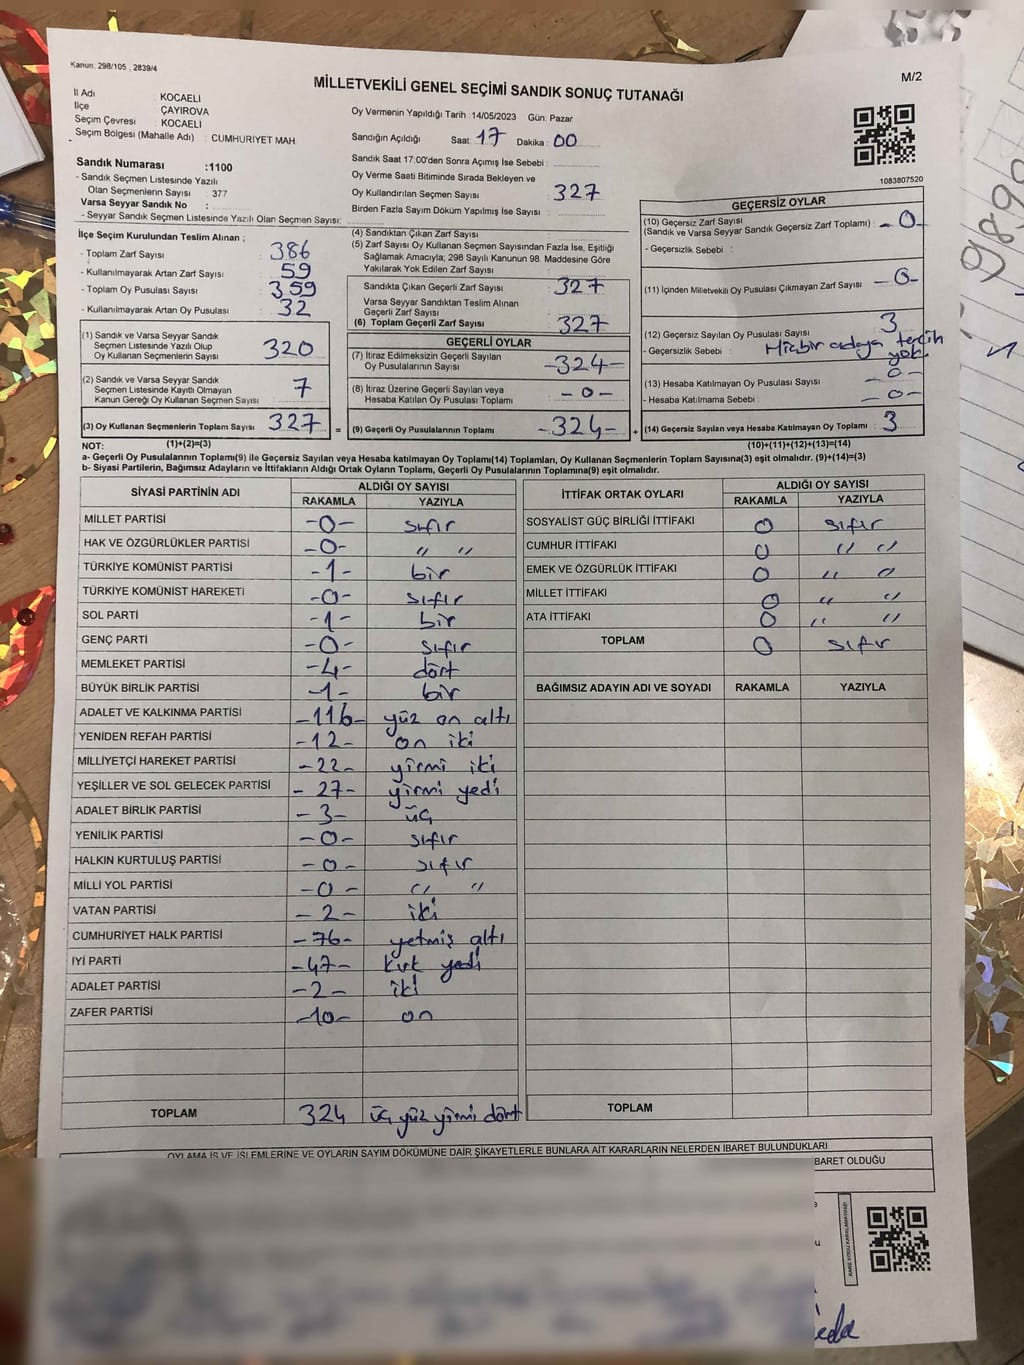 Kanun: 298/105 , 2839/4
M/2
MİLLETVEKİLİ GENEL SEÇİMİ SANDIK SONUÇ TUTANAĞI
İl Adı : KOCAELİ
İlçe : ÇAYIROVA
Seçim Çevresi : KOCAELİ
Seçim Bölgesi (Mahalle Adı) : CUMHURİYET MAH
Sandık Numarası :1100
- Sandık Seçmen Listesinde Yazılı
Olan Seçmenlerin Sayısı : 377
Varsa Seyyar Sandık No :
- Seyyar Sandık Seçmen Listesinde Yazılı Olan Seçmen Sayısı:
Oy Vermenin Yapıldığı Tarih :14/05/2023 Gün: Pazar
Sandığın Açıldığı Saat: 17 Dakika : 00
Sandık Saat 17:00'den Sonra Açımış İse Sebebi :
Oy Verme Saati Bitiminde Sırada Bekleyen ve
Oy Kullandırılan Seçmen Sayısı : 327
Birden Fazla Sayım Döküm Yapılmış İse Sayısı :
1083807520
İlçe Seçim Kurulundan Teslim Alınan ;
- Toplam Zarf Sayısı : 386
- Kullanılmayarak Artan Zarf Sayısı : 59
- Toplam Oy Pusulası Sayısı : 359
- Kullanılmayarak Artan Oy Pusulası : 32
(1) Sandık ve Varsa Seyyar Sandık
Seçmen Listesinde Yazılı Olup
Oy Kullanan Seçmenlerin Sayısı : 320
(2) Sandık ve Varsa Seyyar Sandık
Seçmen Listesinde Kayıtlı Olmayan
Kanun Gereği Oy Kullanan Seçmen Sayısı : 7
(3) Oy Kullanan Seçmenlerin Toplam Sayısı : 327 =
(4) Sandıktan Çıkan Zarf Sayısı :
(5) Zarf Sayısı Oy Kullanan Seçmen Sayısından Fazla İse, Eşitliği
Sağlamak Amacıyla; 298 Sayılı Kanunun 98. Maddesine Göre
Yakılarak Yok Edilen Zarf Sayısı :
Sandıkta Çıkan Geçerli Zarf Sayısı : 327
Varsa Seyyar Sandıktan Teslim Alınan
Geçerli Zarf Sayısı :
(6) Toplam Geçerli Zarf Sayısı : 327
GEÇERLİ OYLAR
(7) İtiraz Edilmeksizin Geçerli Sayılan
Oy Pusulasının Sayısı : -324-
(8) İtiraz Üzerine Geçerli Sayılan veya
Hesaba Katılan Oy Pusulası Toplamı : -0-
(9) Geçerli Oy Pusulalarının Toplamı : -324- +
GEÇERSİZ OYLAR
(10) Geçersiz Zarf Sayısı
(Sandık ve Varsa Seyyar Sandık Geçersiz Zarf Toplamı) : -0-
- Geçersizlik Sebebi :
(11) İçinden Milletvekili Oy Pusulası Çıkmayan Zarf Sayısı : -0-
(12) Geçersiz Sayılan Oy Pusulası Sayısı : 3
- Geçersizlik Sebebi : Hiçbir adaya tercih
yok
(13) Hesaba Katılmayan Oy Pusulası Sayısı : -0-
- Hesaba Katılmama Sebebi : -0-
(14) Geçersiz Sayılan veya Hesaba Katılmayan Oy Toplamı : 3
NOT: (1)+(2)=(3)
(10)+(11)+(12)+(13)=(14)
a- Geçerli Oy Pusulalarının Toplamı(9) ile Geçersiz Sayılan veya Hesaba katılmayan Oy Toplamı(14) Toplamları, Oy Kullanan Seçmenlerin Toplam Sayısına(3) eşit olmalıdır. (9)+(14)=(3)
b- Siyasi Partilerin, Bağımsız Adayların ve İttifakların Aldığı Ortak Oyların Toplamı, Geçerli Oy Pusulalarının Toplamına(9) eşit olmalıdır.
SİYASİ PARTİNİN ADI ALDIĞI OY SAYISI
RAKAMLA YAZIYLA
MİLLET PARTİSİ -0- sıfır
HAK VE ÖZGÜRLÜKLER PARTİSİ -0- " "
TÜRKİYE KOMÜNİST PARTİSİ -1- bir
TÜRKİYE KOMÜNİST HAREKETİ -0- sıfır
SOL PARTİ -1- bir
GENÇ PARTİ -0- sıfır
MEMLEKET PARTİSİ -4- dört
BÜYÜK BİRLİK PARTİSİ -1- bir
ADALET VE KALKINMA PARTİSİ -116- yüz on altı
YENİDEN REFAH PARTİSİ -12- on iki
MİLLİYETÇİ HAREKET PARTİSİ -22- yirmi iki
YEŞİLLER VE SOL GELECEK PARTİSİ -27- yirmi yedi
ADALET BİRLİK PARTİSİ -3- üç
YENİLİK PARTİSİ -0- sıfır
HALKIN KURTULUŞ PARTİSİ -0- sıfır
MİLLİ YOL PARTİSİ -0- " "
VATAN PARTİSİ -2- iki
CUMHURİYET HALK PARTİSİ -76- yetmiş altı
İYİ PARTİ -47- kırk yedi
ADALET PARTİSİ -2- iki
ZAFER PARTİSİ -10- on
TOPLAM 324 üç yüz yirmi dört
İTTİFAK ORTAK OYLARI ALDIĞI OY SAYISI
RAKAMLA YAZIYLA
SOSYALİST GÜÇ BİRLİĞİ İTTİFAKI 0 sıfır
CUMHUR İTTİFAKI 0 " "
EMEK VE ÖZGÜRLÜK İTTİFAKI 0 " "
MİLLET İTTİFAKI 0 " "
ATA İTTİFAKI 0 " "
TOPLAM 0 sıfır
BAĞIMSIZ ADAYIN ADI VE SOYADI RAKAMLA YAZIYLA
TOPLAM
OYLAMA İŞ VE İŞLEMLERİNE VE OYLARIN SAYIM DÖKÜMÜNE DAİR ŞİKAYETLERLE BUNLARA AİT KARARLARIN NELERDEN İBARET BULUNDUKLARI
BARET OLDUĞU